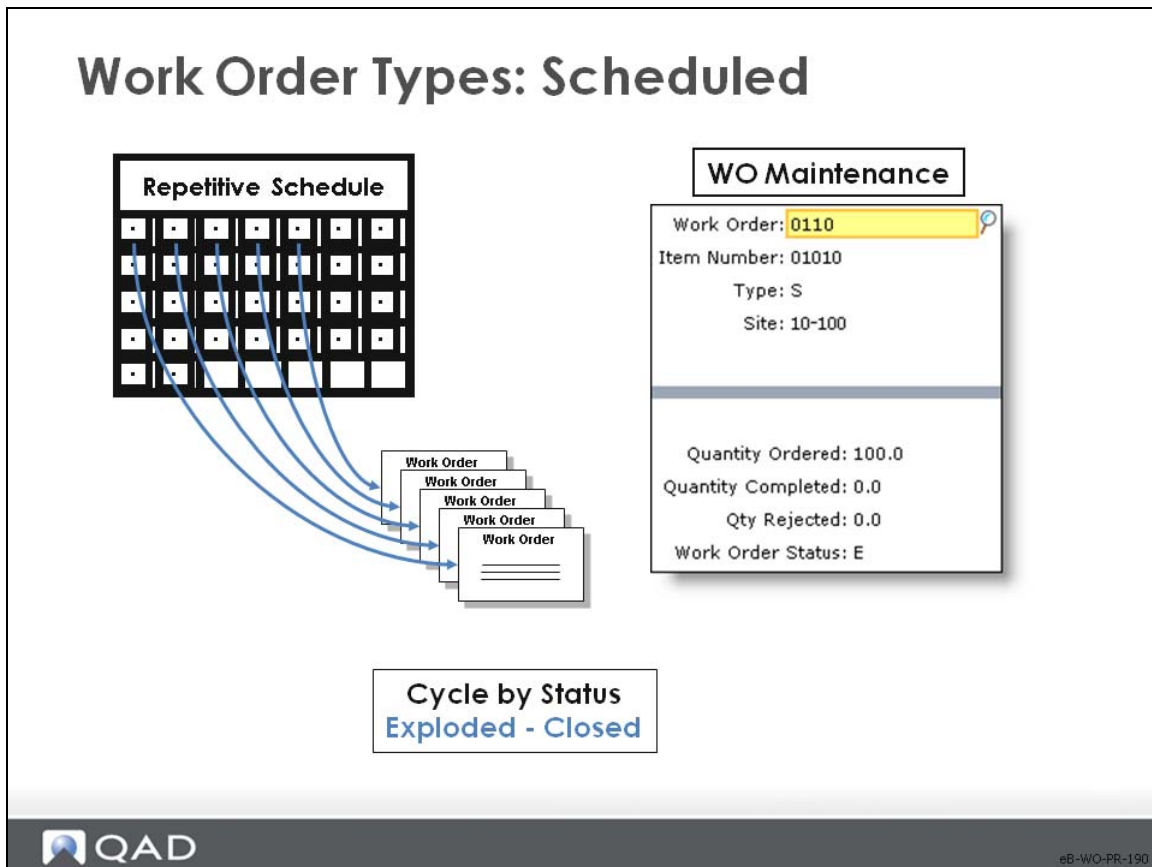 Work Order Types: Scheduled
Repetitive Schedule
Work Order
Work Order
Work Order
Work Order
Work Order
WO Maintenance
Work Order: 0110
Item Number: 01010
Type: S
Site: 10-100
Quantity Ordered: 100.0
Quantity Completed: 0.0
Qty Rejected: 0.0
Work Order Status: E
Cycle by Status
Exploded - Closed
QAD
eB-WO-PR-190